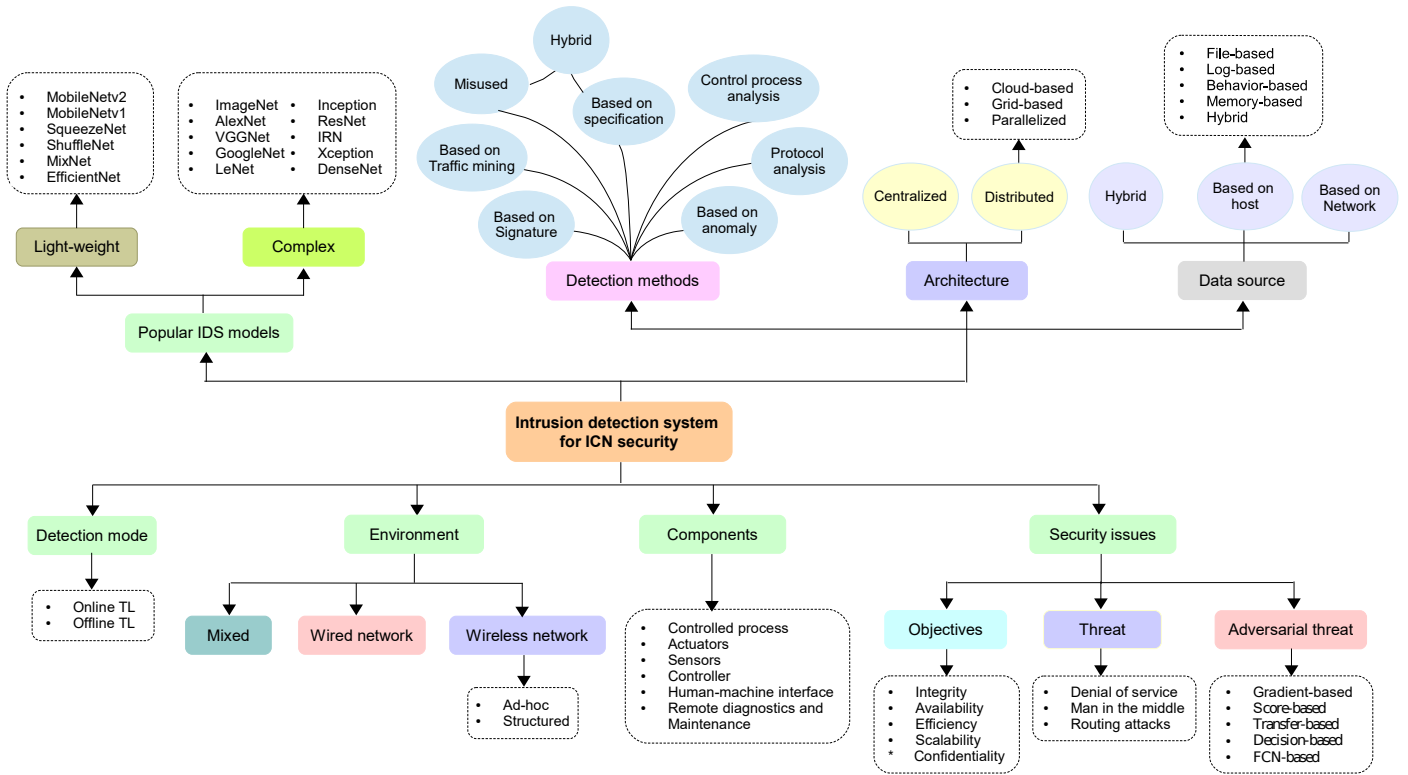 • MobileNetv2
• MobileNetv1
• SqueezeNet
• ShuffleNet
• MixNet
• EfficientNet
• ImageNet
• AlexNet
• VGGNet
• GoogleNet
• LeNet
• Inception
• ResNet
• IRN
• Xception
• DenseNet
Light-weight
Complex
Popular IDS models
Hybrid
Misused
Based on
specification
Control process
analysis
Based on
Traffic mining
Protocol
analysis
Based on
Signature
Based on
anomaly
Detection methods
• Cloud-based
• Grid-based
• Parallelized
Centralized
Distributed
Architecture
• File-based
• Log-based
• Behavior-based
• Memory-based
• Hybrid
Hybrid
Based on
host
Based on
Network
Data source
Intrusion detection system
for ICN security
Detection mode
• Online TL
• Offline TL
Environment
Mixed
Wired network
Wireless network
• Ad-hoc
• Structured
Components
• Controlled process
• Actuators
• Sensors
• Controller
• Human-machine interface
• Remote diagnostics and
Maintenance
Security issues
Objectives
• Integrity
• Availability
• Efficiency
• Scalability
* Confidentiality
Threat
• Denial of service
• Man in the middle
• Routing attacks
Adversarial threat
• Gradient-based
• Score-based
• Transfer-based
• Decision-based
• FCN-based